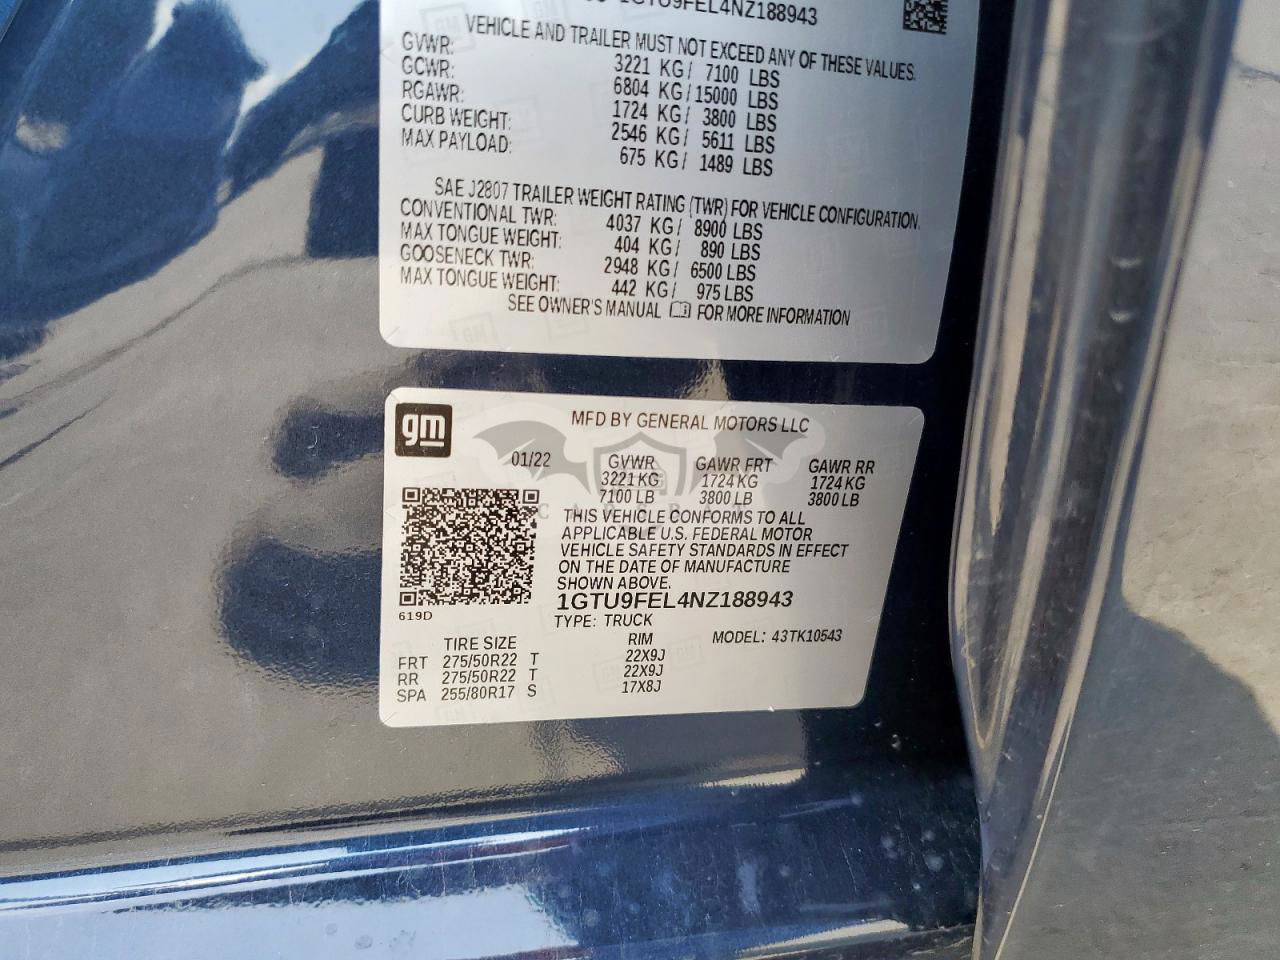 1GTU9FEL4NZ188943
VEHICLE AND TRAILER MUST NOT EXCEED ANY OF THESE VALUES.
GVWR: 3221 KG/ 7100 LBS
GCWR: 6804 KG/ 15000 LBS
RGAWR: 1724 KG/ 3800 LBS
CURB WEIGHT: 2546 KG/ 5611 LBS
MAX PAYLOAD: 675 KG/ 1489 LBS
SAE J2807 TRAILER WEIGHT RATING (TWR) FOR VEHICLE CONFIGURATION.
CONVENTIONAL TWR: 4037 KG/ 8900 LBS
MAX TONGUE WEIGHT: 404 KG/ 890 LBS
GOOSENECK TWR: 2948 KG/ 6500 LBS
MAX TONGUE WEIGHT: 442 KG/ 975 LBS
SEE OWNER'S MANUAL FOR MORE INFORMATION
gm
MFD BY GENERAL MOTORS LLC
01/22 GVWR GAWR FRT GAWR RR
3221 KG 1724 KG 1724 KG
7100 LB 3800 LB 3800 LB
THIS VEHICLE CONFORMS TO ALL
APPLICABLE U.S. FEDERAL MOTOR
VEHICLE SAFETY STANDARDS IN EFFECT
ON THE DATE OF MANUFACTURE
SHOWN ABOVE.
1GTU9FEL4NZ188943
619D
TYPE: TRUCK
TIRE SIZE RIM MODEL: 43TK10543
FRT 275/50R22 T 22X9J
RR 275/50R22 T 22X9J
SPA 255/80R17 S 17X8J